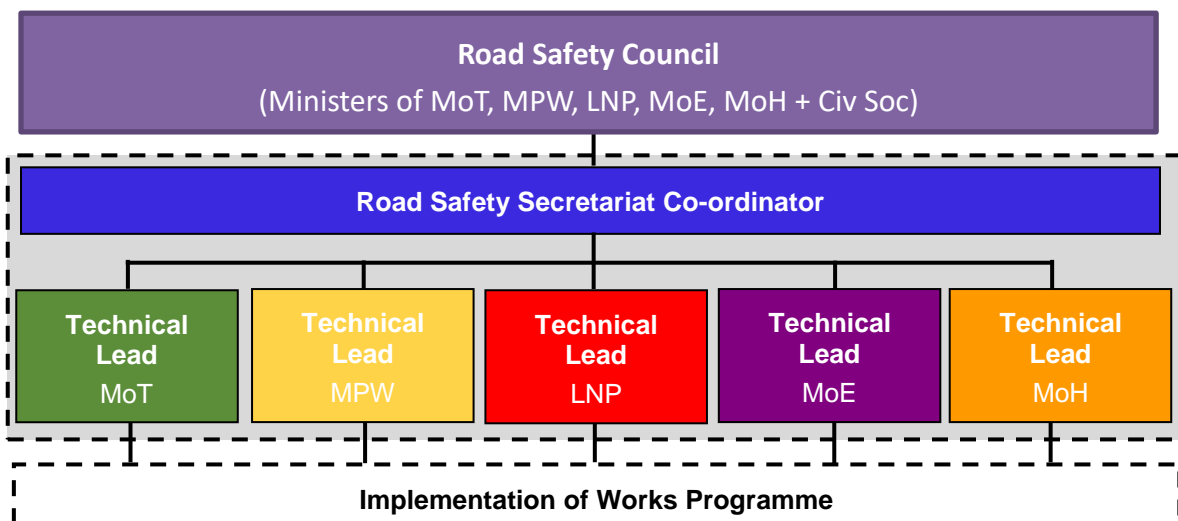 Road Safety Council
(Ministers of MoT, MPW, LNP, MoE, MoH + Civ Soc)
Road Safety Secretariat Co-ordinator
Technical
Lead
MoT
Technical
Lead
MPW
Technical
Lead
LNP
Technical
Lead
MoE
Technical
Lead
MoH
Implementation of Works Programme